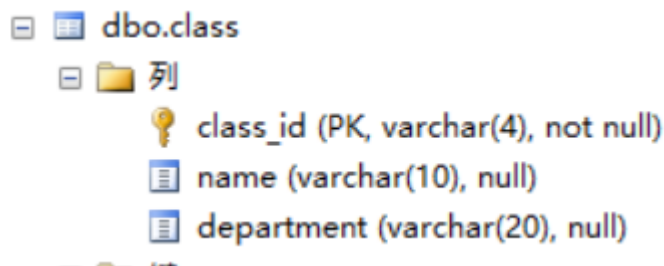 dbo.class
列
class_id (PK, varchar(4), not null)
name (varchar(10), null)
department (varchar(20), null)